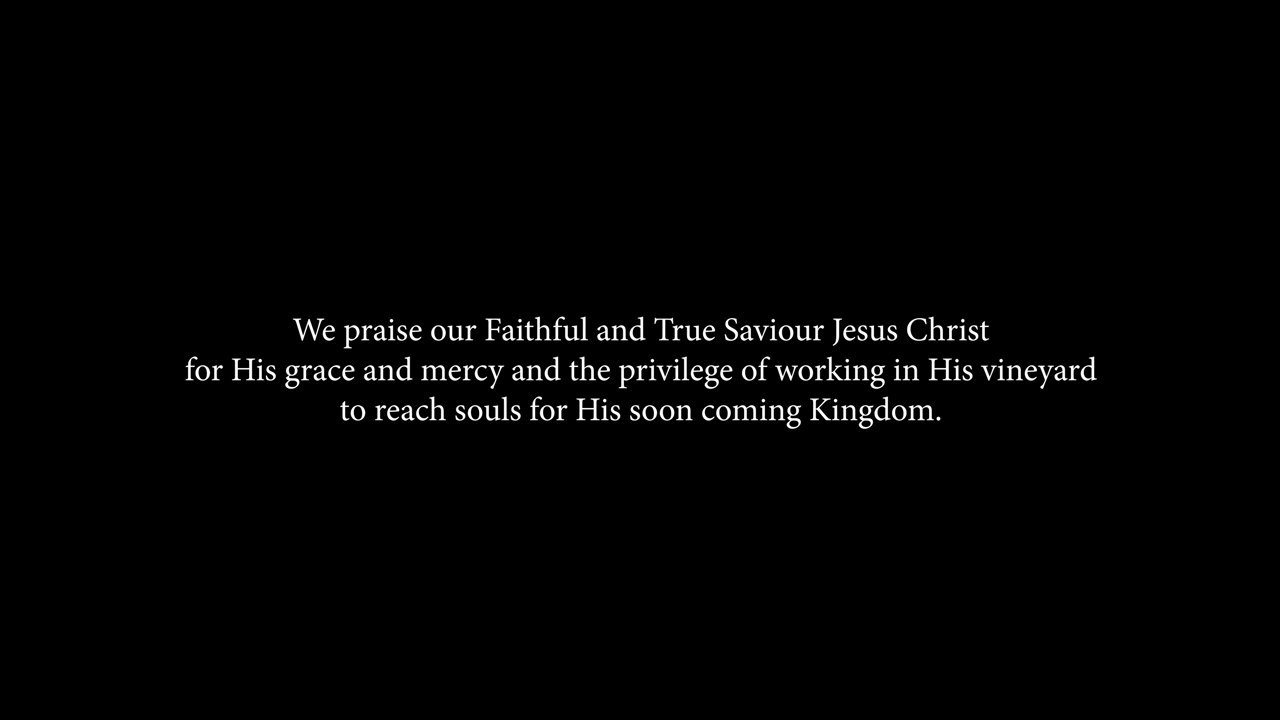 We praise our Faithful and True Saviour Jesus Christ
for His grace and mercy and the privilege of working in His vineyard
to reach souls for His soon coming Kingdom.